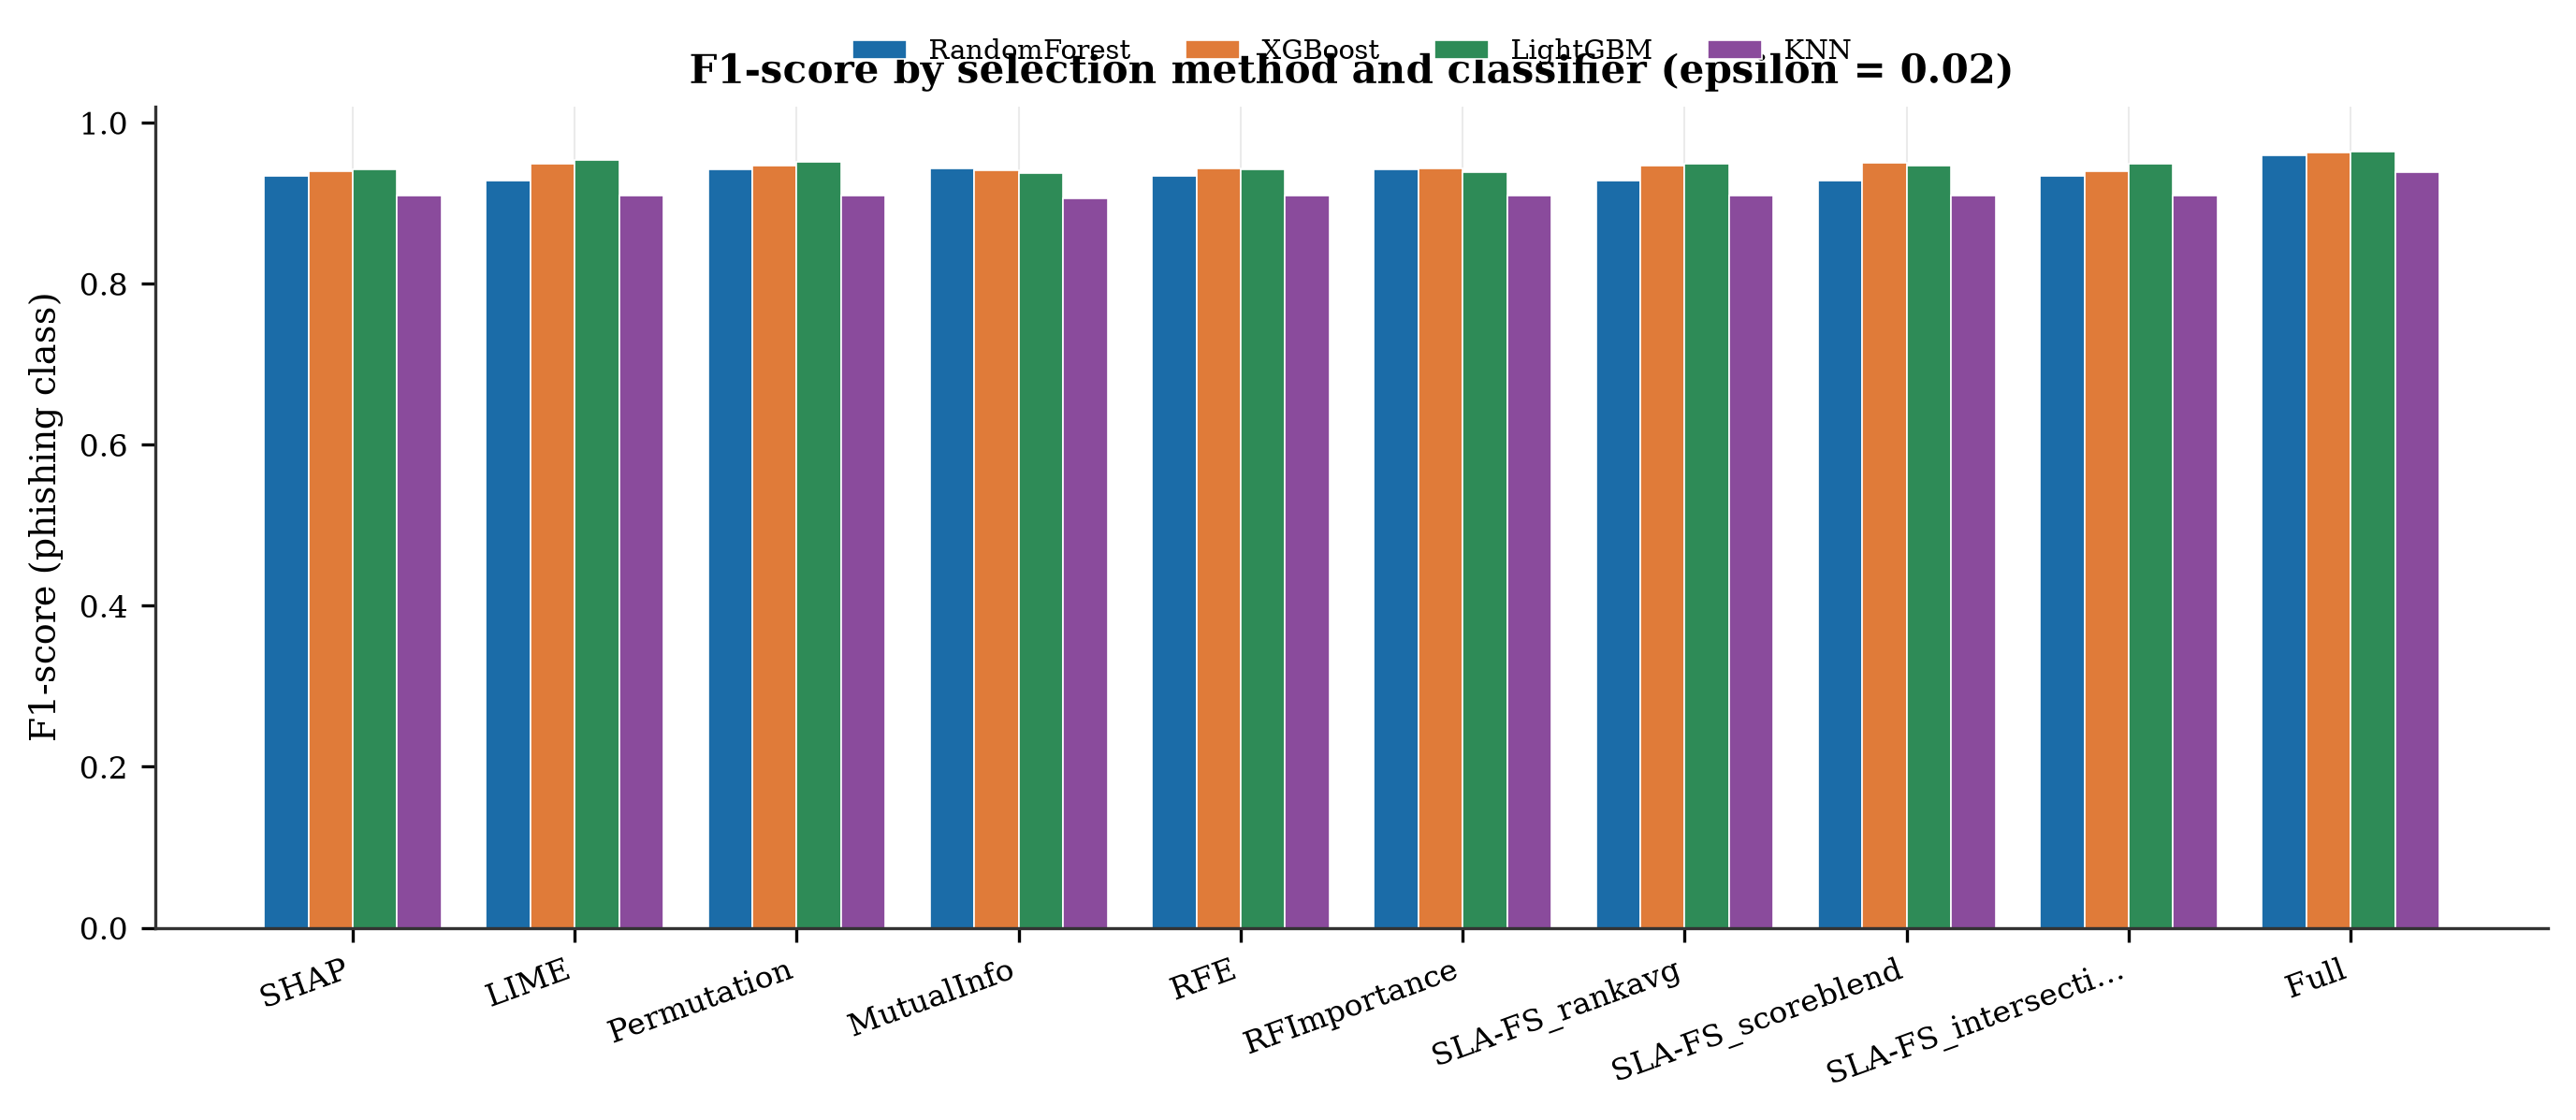 RandomForest XGBoost LightGBM KNN
F1-score by selection method and classifier (epsilon = 0.02)
F1-score (phishing class)
1.0
0.8
0.6
0.4
0.2
0.0
SHAP
LIME
Permutation
MutualInfo
RFE
RFImportance
SLA-FS_rankavg
SLA-FS_scoreblend
SLA-FS_intersecti...
Full